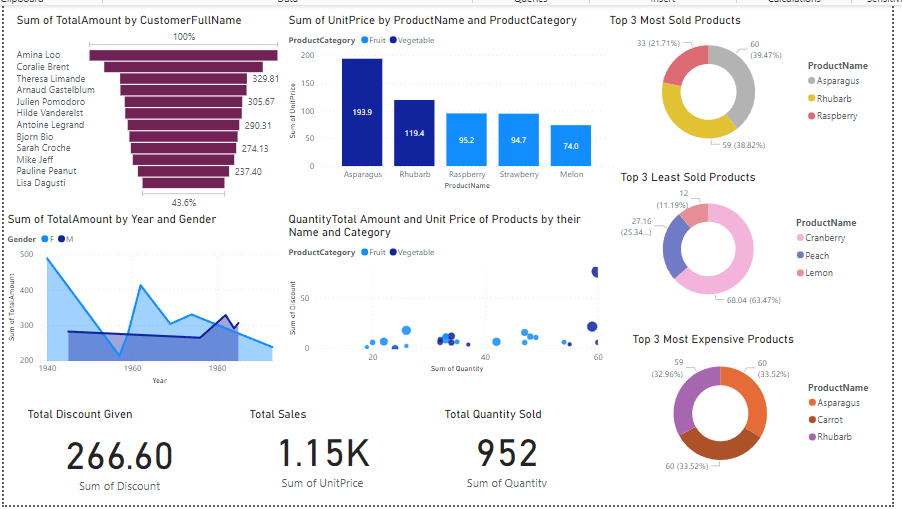 Clipboard Data Queries Insert Calculations Sensitiv
Sum of TotalAmount by CustomerFullName
100%
Amina Loo
Coralie Brent
Theresa Limande 329.81
Arnaud Gastelblum
Julien Pomodoro 305.67
Hilde Vanderelst
Antoine Legrand 290.31
Bjorn Bio
Sarah Croche 274.13
Mike Jeff
Pauline Peanut 237.40
Lisa Dagusti
43.6%
Sum of UnitPrice by ProductName and ProductCategory
ProductCategory Fruit Vegetable
Sum of UnitPrice
200
150
100
50
0
193.9
119.4
95.2
94.7
74.0
Asparagus Rhubarb Raspberry Strawberry Melon
ProductName
Top 3 Most Sold Products
33 (21.71%)
60
(39.47%)
59 (38.82%)
ProductName
Asparagus
Rhubarb
Raspberry
Sum of TotalAmount by Year and Gender
Gender F M
Sum of TotalAmount
500
400
300
200
1940 1960 1980
Year
QuantityTotal Amount and Unit Price of Products by their
Name and Category
ProductCategory Fruit Vegetable
Sum of Discount
50
0
20 40 60
Sum of Quantity
Top 3 Least Sold Products
12
(11.19%)
27.16
(25.34...)
68.04 (63.47%)
ProductName
Cranberry
Peach
Lemon
Top 3 Most Expensive Products
59
(32.96%)
60
(33.52%)
60 (33.52%)
ProductName
Asparagus
Carrot
Rhubarb
Total Discount Given
266.60
Sum of Discount
Total Sales
1.15K
Sum of UnitPrice
Total Quantity Sold
952
Sum of Quantity